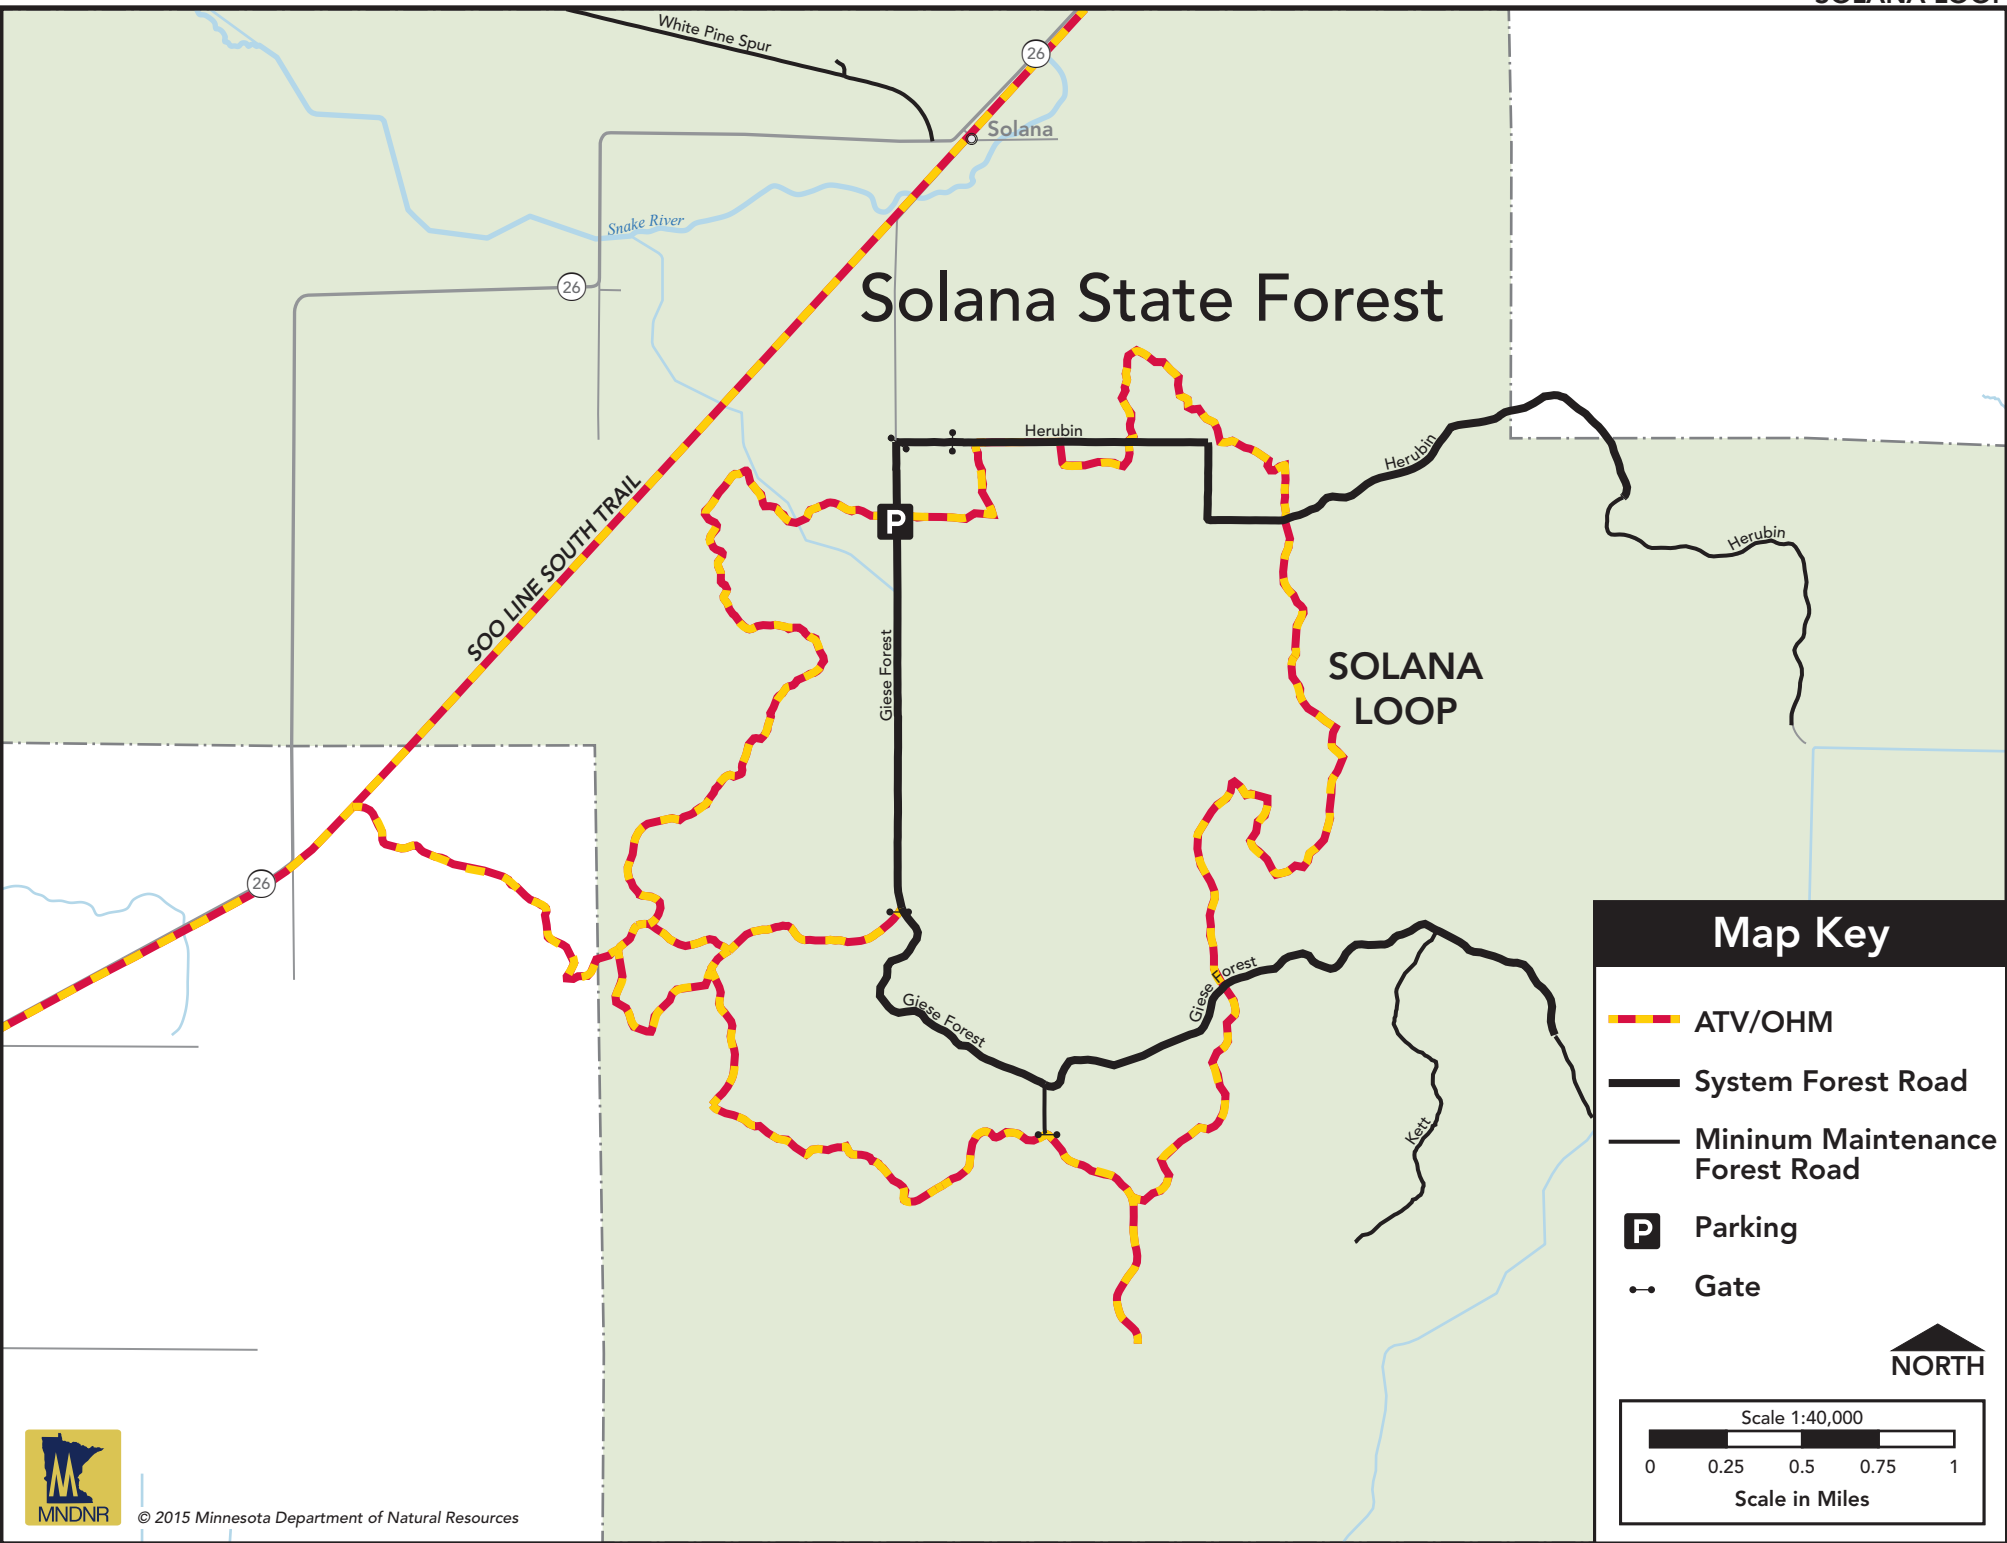 SOLANA LOOP
White Pine Spur
26
Solana
Snake River
26
Solana State Forest
Herubin
Herubin
Herubin
P
SOO LINE SOUTH TRAIL
Giese Forest
SOLANA
LOOP
26
Giese Forest
Giese Forest
Kett
Map Key
ATV/OHM
System Forest Road
Mininum Maintenance
Forest Road
P
Parking
Gate
NORTH
Scale 1:40,000
0 0.25 0.5 0.75 1
Scale in Miles
M
MNDNR
© 2015 Minnesota Department of Natural Resources